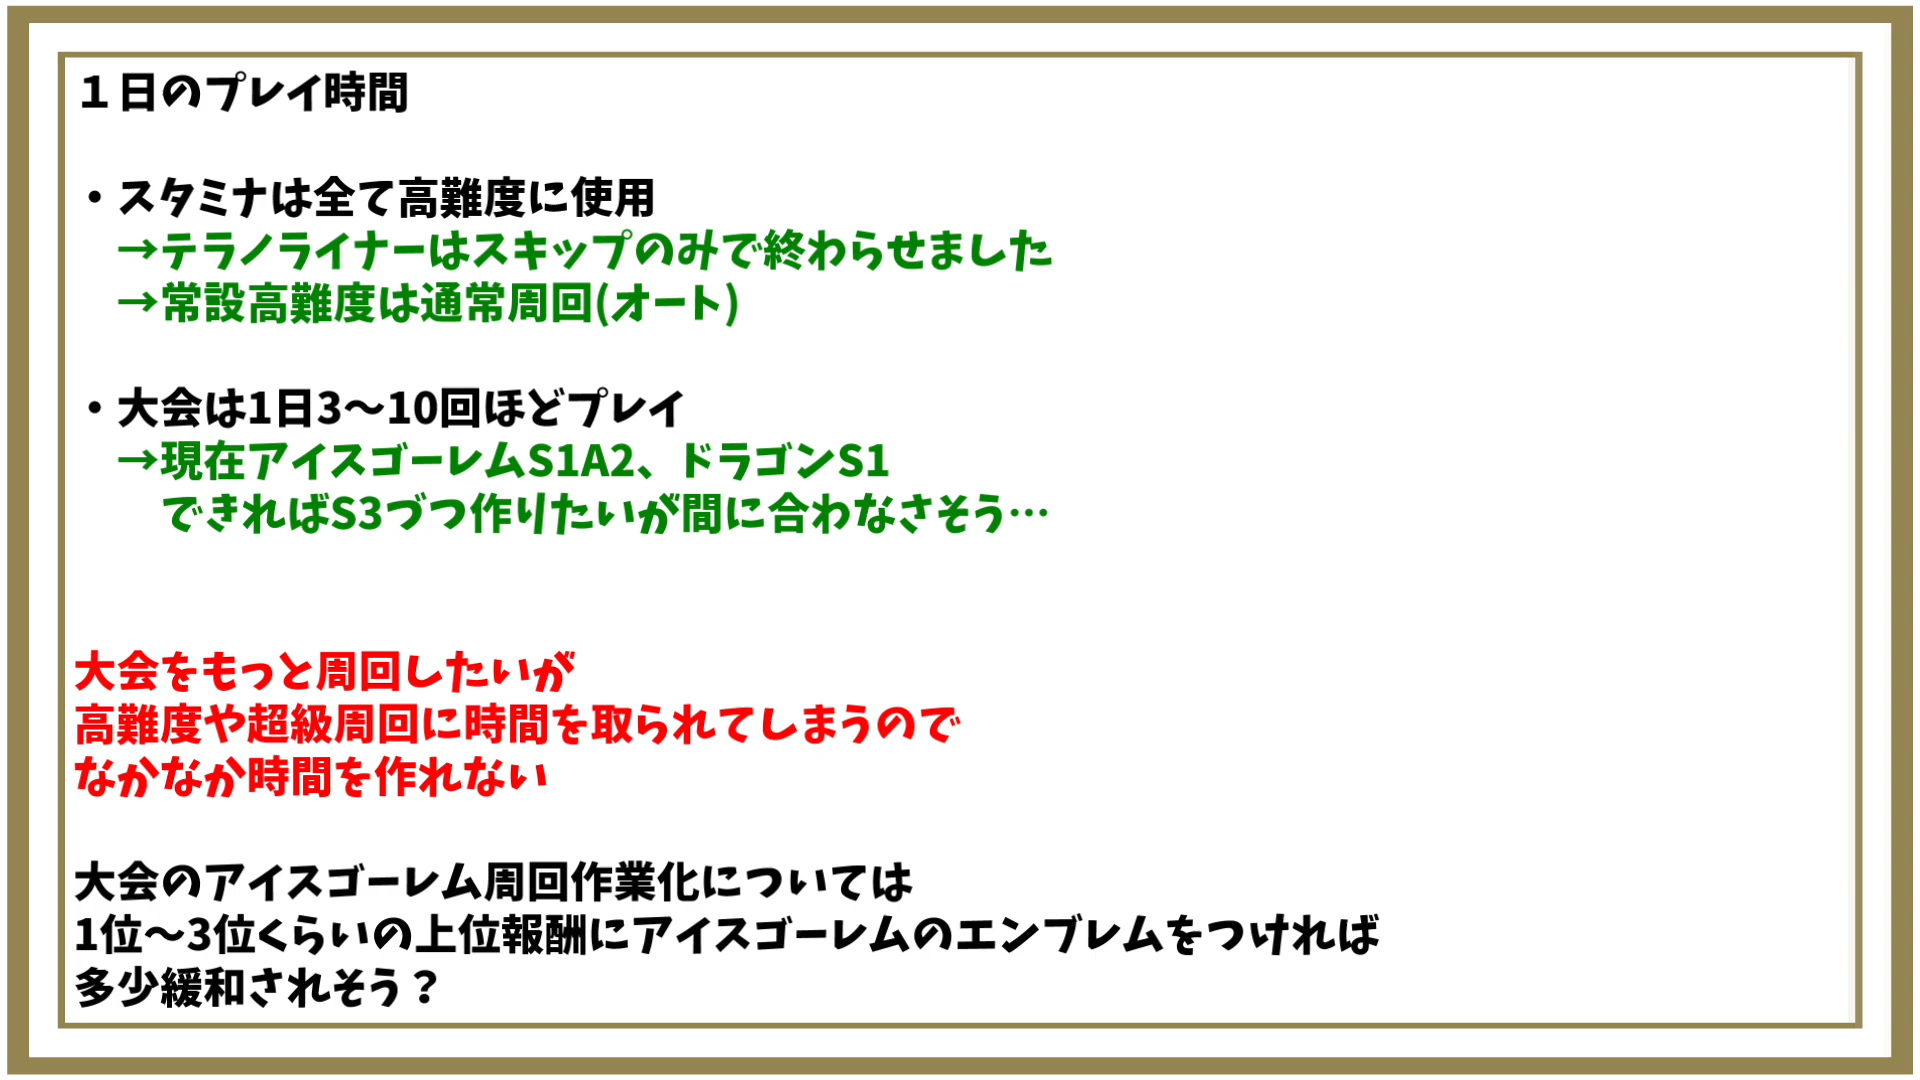 １日のプレイ時間
・スタミナは全て高難度に使用
→テラノライナーはスキップのみで終わらせました
→常設高難度は通常周回(オート)
・大会は1日3～10回ほどプレイ
→現在アイスゴーレムS1A2、ドラゴンS1
できればS3づつ作りたいが間に合わなさそう…
大会をもっと周回したいが
高難度や超級周回に時間を取られてしまうので
なかなか時間を作れない
大会のアイスゴーレム周回作業化については
1位～3位くらいの上位報酬にアイスゴーレムのエンブレムをつければ
多少緩和されそう？